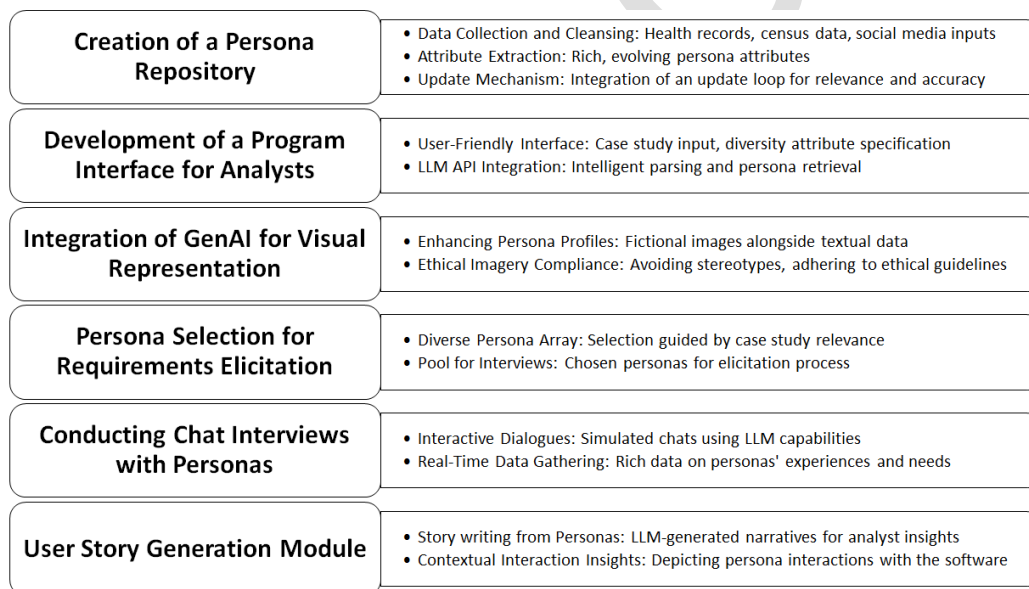 Creation of a Persona
Repository
• Data Collection and Cleansing: Health records, census data, social media inputs
• Attribute Extraction: Rich, evolving persona attributes
• Update Mechanism: Integration of an update loop for relevance and accuracy
Development of a Program
Interface for Analysts
• User-Friendly Interface: Case study input, diversity attribute specification
• LLM API Integration: Intelligent parsing and persona retrieval
Integration of GenAI for Visual
Representation
• Enhancing Persona Profiles: Fictional images alongside textual data
• Ethical Imagery Compliance: Avoiding stereotypes, adhering to ethical guidelines
Persona Selection for
Requirements Elicitation
• Diverse Persona Array: Selection guided by case study relevance
• Pool for Interviews: Chosen personas for elicitation process
Conducting Chat Interviews
with Personas
• Interactive Dialogues: Simulated chats using LLM capabilities
• Real-Time Data Gathering: Rich data on personas' experiences and needs
User Story Generation Module
• Story writing from Personas: LLM-generated narratives for analyst insights
• Contextual Interaction Insights: Depicting persona interactions with the software